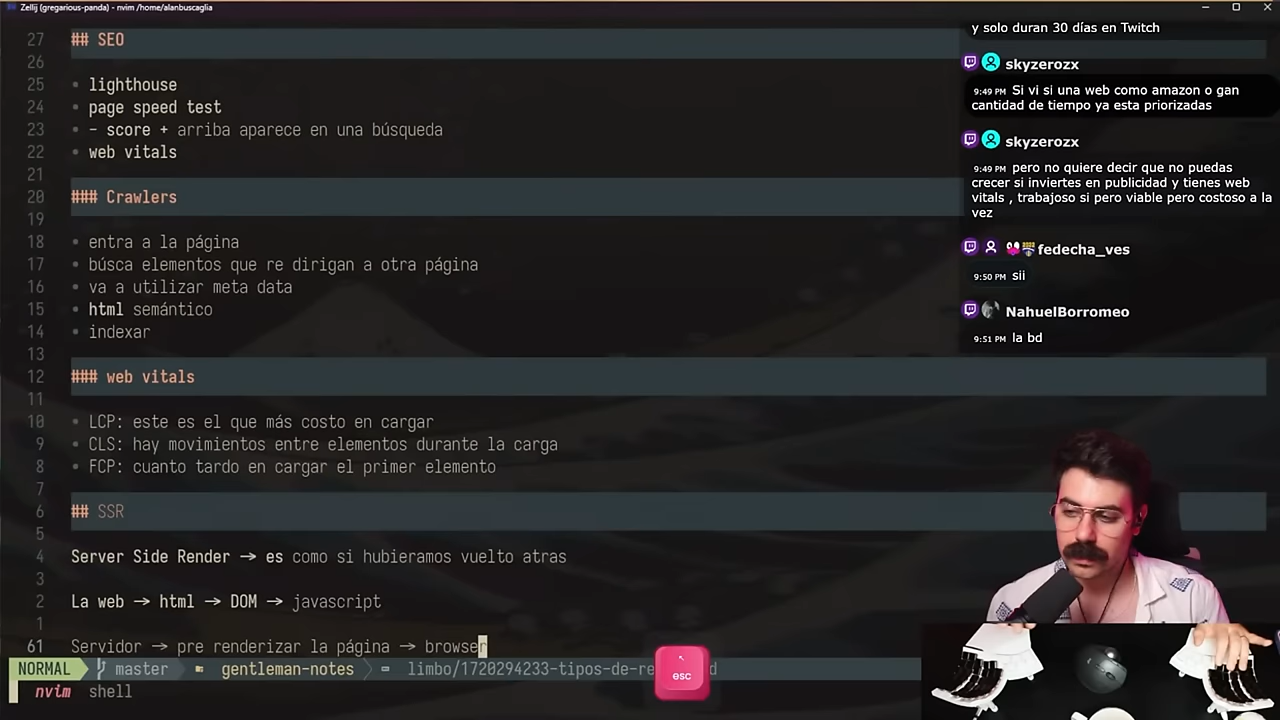 Zellij (gregarious-panda) - nvim /home/alanbuscaglia
27 ## SEO
26
25 • lighthouse
24 • page speed test
23 • - score + arriba aparece en una búsqueda
22 • web vitals
21
20 ### Crawlers
19
18 • entra a la página
17 • búsca elementos que re dirigan a otra página
16 • va a utilizar meta data
15 • html semántico
14 • indexar
13
12 ### web vitals
11
10 • LCP: este es el que más costo en cargar
9 • CLS: hay movimientos entre elementos durante la carga
8 • FCP: cuanto tardo en cargar el primer elemento
7
6 ## SSR
5
4 Server Side Render → es como si hubieramos vuelto atras
3
2 La web → html → DOM → javascript
1
61 Servidor → pre renderizar la página → browser
NORMAL master gentleman-notes limbo/1720294233-tipos-de-re d
nvim shell
esc
y solo duran 30 días en Twitch
skyzerozx
9:49 PM Si vi si una web como amazon o gan
cantidad de tiempo ya esta priorizadas
skyzerozx
9:49 PM pero no quiere decir que no puedas
crecer si inviertes en publicidad y tienes web
vitals , trabajoso si pero viable pero costoso a la
vez
fedecha_ves
9:50 PM sii
NahuelBorromeo
9:51 PM la bd